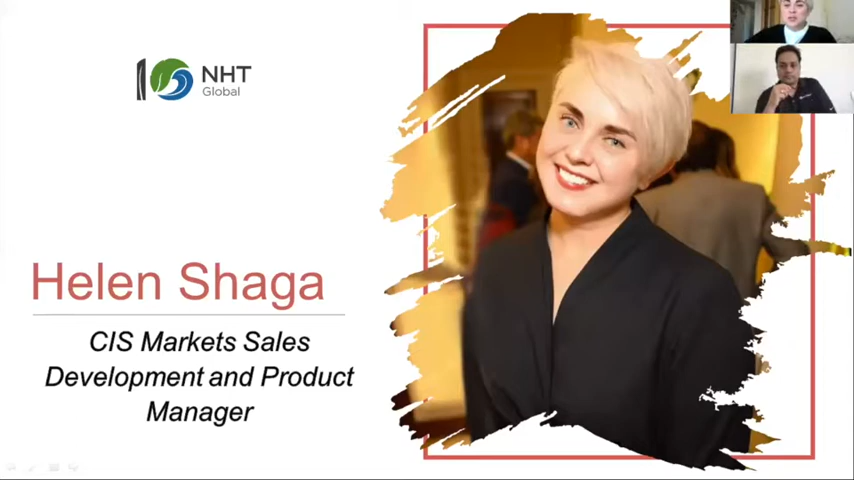 NHT
Global
Helen Shaga
CIS Markets Sales
Development and Product
Manager